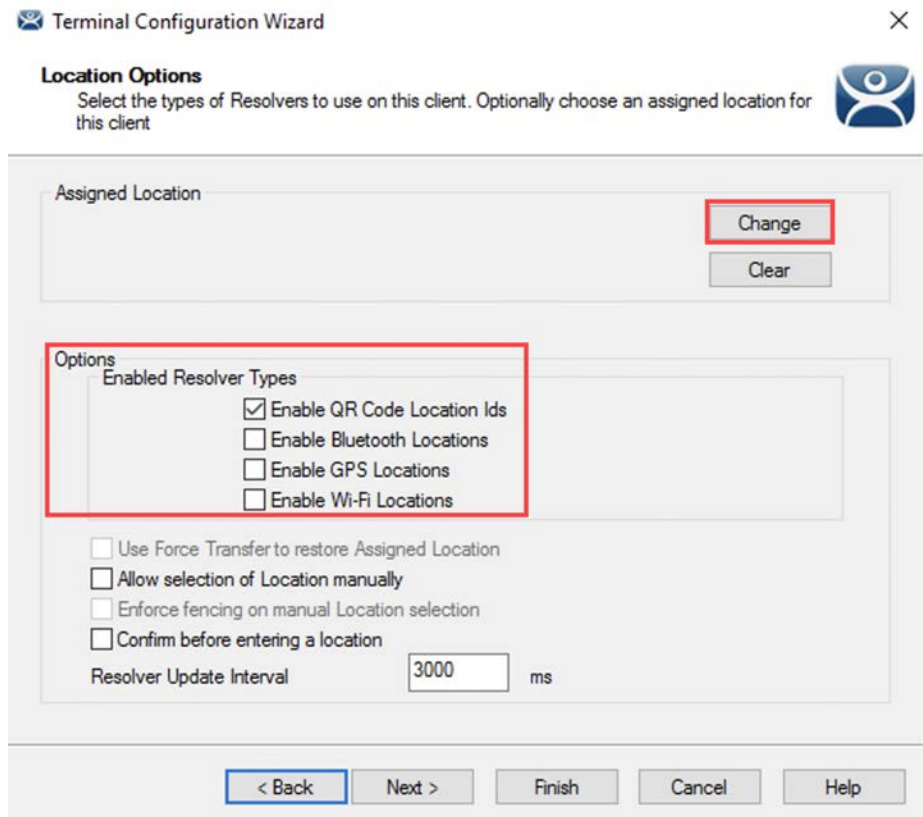 Terminal Configuration Wizard
Location Options
Select the types of Resolvers to use on this client. Optionally choose an assigned location for
this client
Assigned Location
Change
Clear
Options
Enabled Resolver Types
Enable QR Code Location Ids
Enable Bluetooth Locations
Enable GPS Locations
Enable Wi-Fi Locations
Use Force Transfer to restore Assigned Location
Allow selection of Location manually
Enforce fencing on manual Location selection
Confirm before entering a location
Resolver Update Interval 3000 ms
< Back Next > Finish Cancel Help